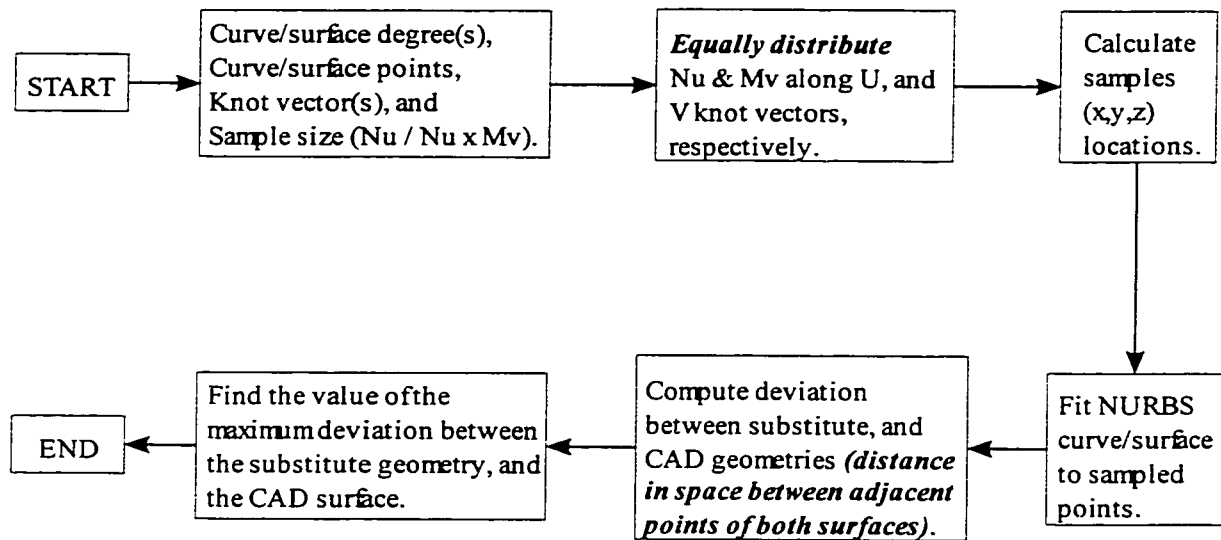 START
Curve/surface degree(s),
Curve/surface points,
Knot vector(s), and
Sample size (Nu / Nu x Mv).
Equally distribute
Nu & Mv along U, and
V knot vectors,
respectively.
Calculate
samples
(x,y,z)
locations.
Fit NURBS
curve/surface
to sampled
points.
Compute deviation
between substitute, and
CAD geometries (distance
in space between adjacent
points of both surfaces).
Find the value of the
maximum deviation between
the substitute geometry, and
the CAD surface.
END